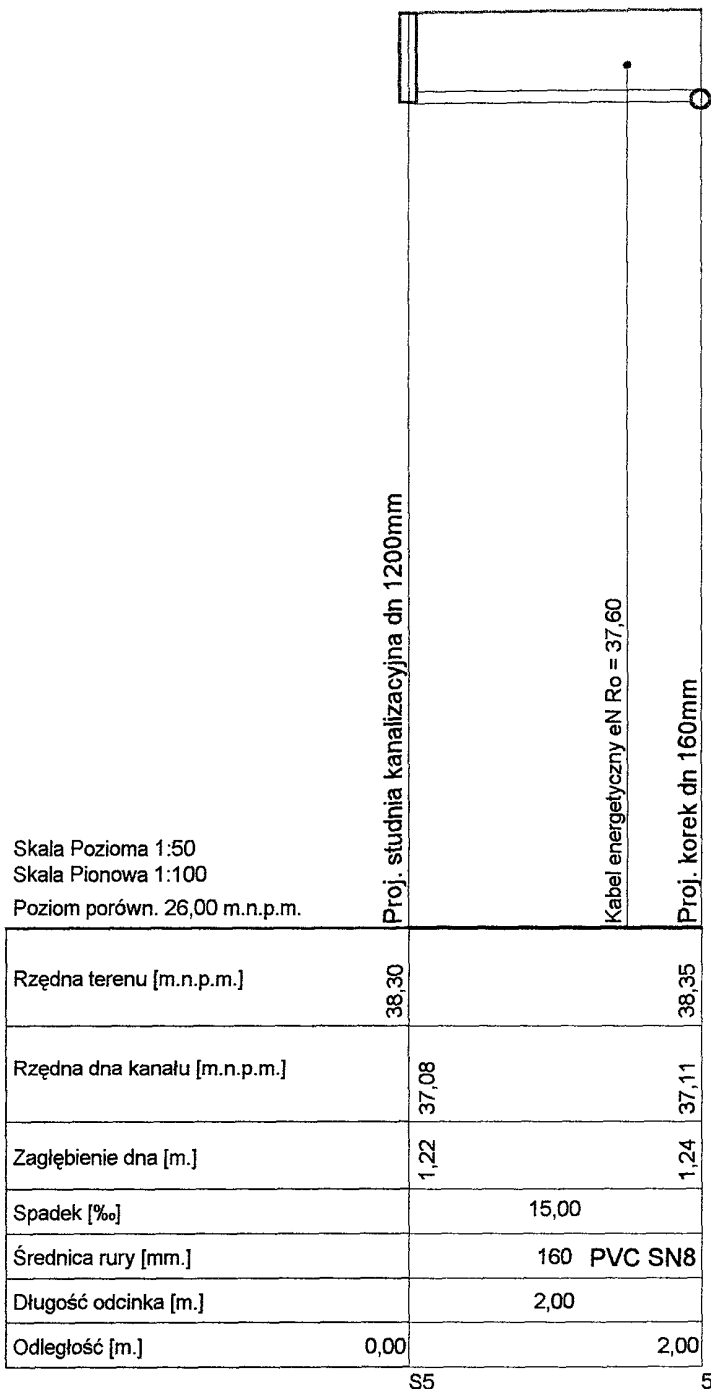 Proj. studnia kanalizacyjna dn 1200mm
Kabel energetyczny eN Ro = 37,60
Proj. korek dn 160mm
Skala Pozioma 1:50
Skala Pionowa 1:100
Poziom porówn. 26,00 m.n.p.m.
Rzędna terenu [m.n.p.m.] 38,30 38,35
Rzędna dna kanału [m.n.p.m.] 37,08 37,11
Zagłębienie dna [m.] 1,22 1,24
Spadek [‰] 15,00
Średnica rury [mm.] 160 PVC SN8
Długość odcinka [m.] 2,00
Odległość [m.] 0,00 2,00
S5 5